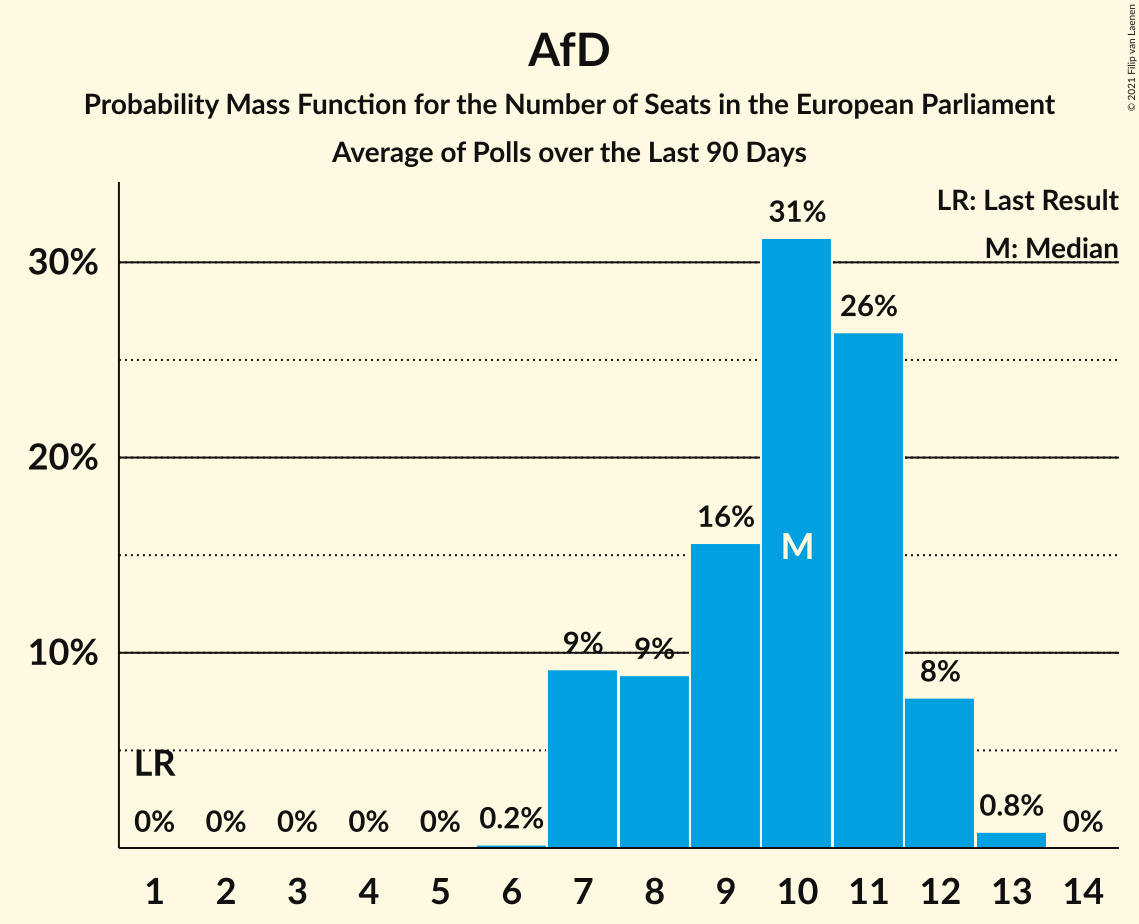 AfD
Probability Mass Function for the Number of Seats in the European Parliament
Average of Polls over the Last 90 Days
© 2021 Filip van Laenen
LR: Last Result
M: Median
30%
20%
10%
31%
26%
16%
M
9%
9%
8%
LR
0%
0%
0%
0%
0%
0.2%
0.8%
0%
1 2 3 4 5 6 7 8 9 10 11 12 13 14